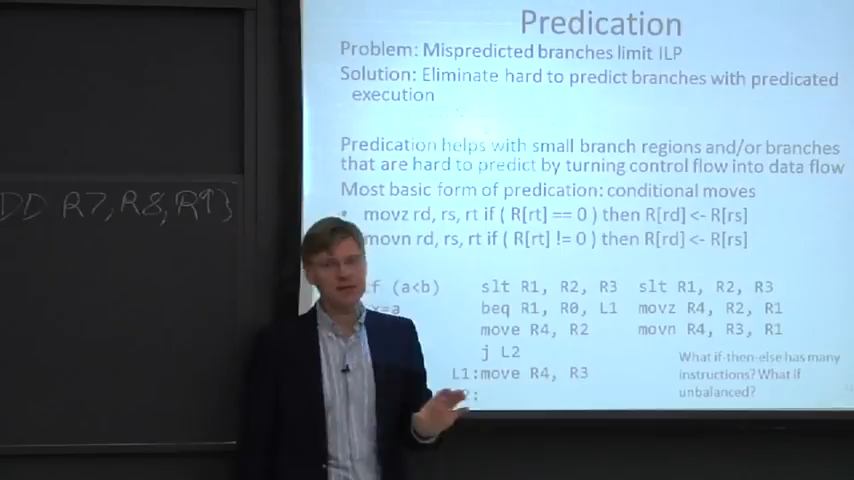 Predication
Problem: Mispredicted branches limit ILP
Solution: Eliminate hard to predict branches with predicated
execution
Predication helps with small branch regions and/or branches
that are hard to predict by turning control flow into data flow
Most basic form of predication: conditional moves
• movz rd, rs, rt if ( R[rt] == 0 ) then R[rd] <- R[rs]
movn rd, rs, rt if ( R[rt] != 0 ) then R[rd] <- R[rs]
f (a<b)
x=a
slt R1, R2, R3
beq R1, R0, L1
move R4, R2
j L2
L1:move R4, R3
:
slt R1, R2, R3
movz R4, R2, R1
movn R4, R3, R1
What if-then-else has many
instructions? What if
unbalanced?
DD R7, R8, R9}